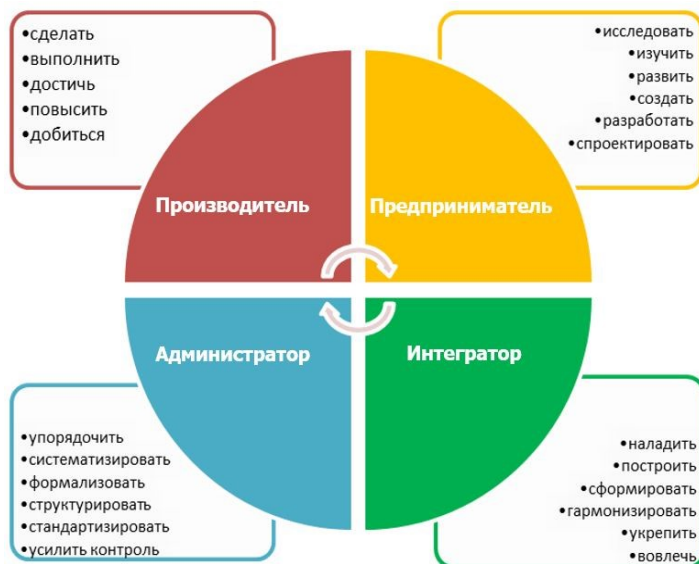 •сделать
•выполнить
•достичь
•повысить
•добиться
•исследовать
•изучить
•развить
•создать
•разработать
•спроектировать
Производитель
Предприниматель
Администратор
Интегратор
•упорядочить
•систематизировать
•формализовать
•структурировать
•стандартизировать
•усилить контроль
•наладить
•построить
•сформировать
•гармонизировать
•укрепить
•вовлечь